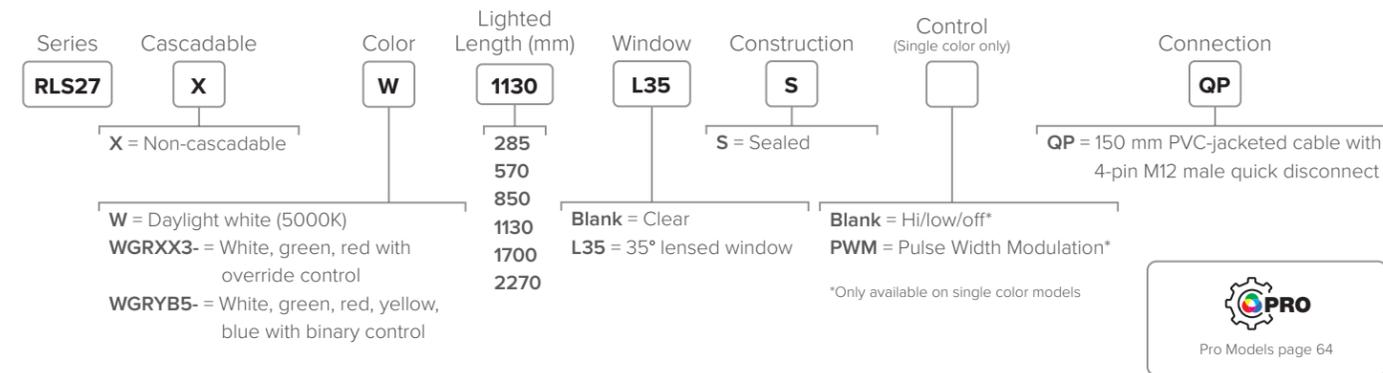 Series
Cascadable
Color
Lighted
Length (mm)
Window
Construction
Control
(Single color only)
Connection
RLS27
X
W
1130
L35
S
QP
X = Non-cascadable
285
570
850
1130
1700
2270
S = Sealed
QP = 150 mm PVC-jacketed cable with
4-pin M12 male quick disconnect
W = Daylight white (5000K)
WGRXX3- = White, green, red with
override control
WGRYB5- = White, green, red, yellow,
blue with binary control
Blank = Clear
L35 = 35° lensed window
Blank = Hi/low/off*
PWM = Pulse Width Modulation*
*Only available on single color models
PRO
Pro Models page 64